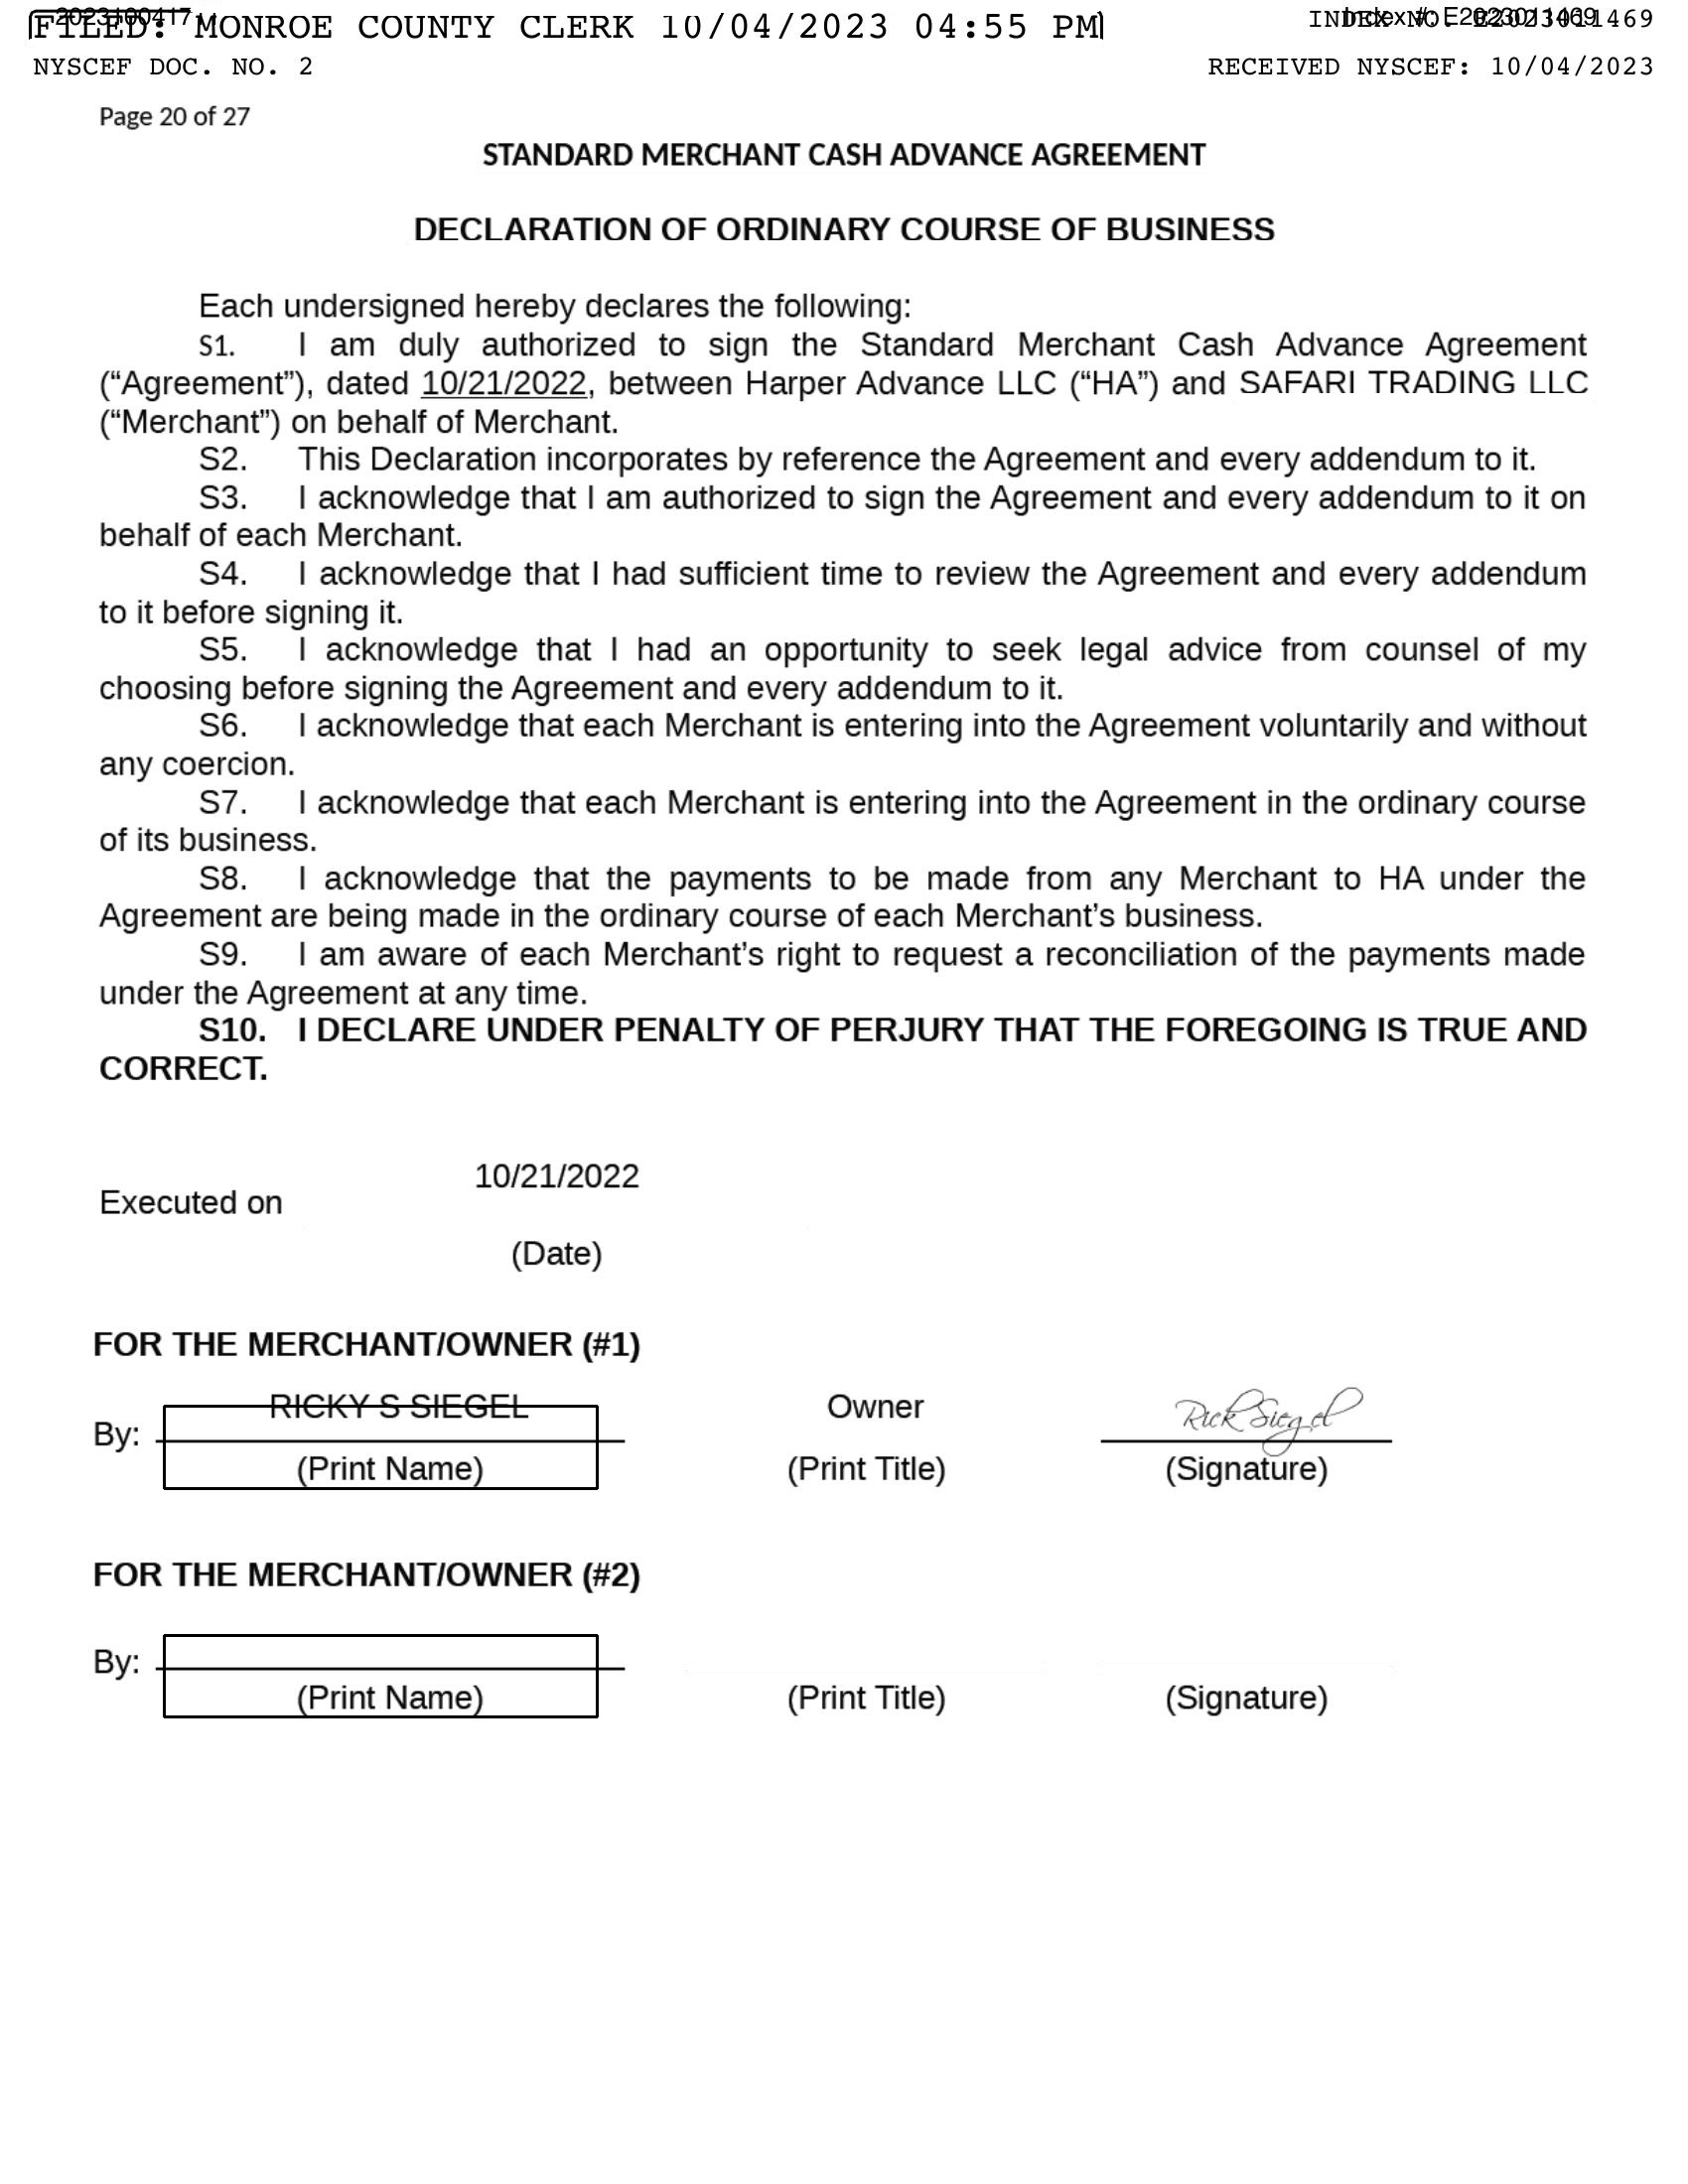 202310041711
FILED: MONROE COUNTY CLERK 10/04/2023 04:55 PM
INDEX NO. E2023011469
Index #: E2023011469
NYSCEF DOC. NO. 2
RECEIVED NYSCEF: 10/04/2023
Page 20 of 27
STANDARD MERCHANT CASH ADVANCE AGREEMENT
DECLARATION OF ORDINARY COURSE OF BUSINESS
Each undersigned hereby declares the following:
S1. I am duly authorized to sign the Standard Merchant Cash Advance Agreement
(“Agreement”), dated 10/21/2022, between Harper Advance LLC (“HA”) and SAFARI TRADING LLC
(“Merchant”) on behalf of Merchant.
S2. This Declaration incorporates by reference the Agreement and every addendum to it.
S3. I acknowledge that I am authorized to sign the Agreement and every addendum to it on
behalf of each Merchant.
S4. I acknowledge that I had sufficient time to review the Agreement and every addendum
to it before signing it.
S5. I acknowledge that I had an opportunity to seek legal advice from counsel of my
choosing before signing the Agreement and every addendum to it.
S6. I acknowledge that each Merchant is entering into the Agreement voluntarily and without
any coercion.
S7. I acknowledge that each Merchant is entering into the Agreement in the ordinary course
of its business.
S8. I acknowledge that the payments to be made from any Merchant to HA under the
Agreement are being made in the ordinary course of each Merchant’s business.
S9. I am aware of each Merchant’s right to request a reconciliation of the payments made
under the Agreement at any time.
S10. I DECLARE UNDER PENALTY OF PERJURY THAT THE FOREGOING IS TRUE AND
CORRECT.
10/21/2022
Executed on
(Date)
FOR THE MERCHANT/OWNER (#1)
RICKY S SIEGEL Owner Rick Siegel
By:
(Print Name) (Print Title) (Signature)
FOR THE MERCHANT/OWNER (#2)
By:
(Print Name) (Print Title) (Signature)